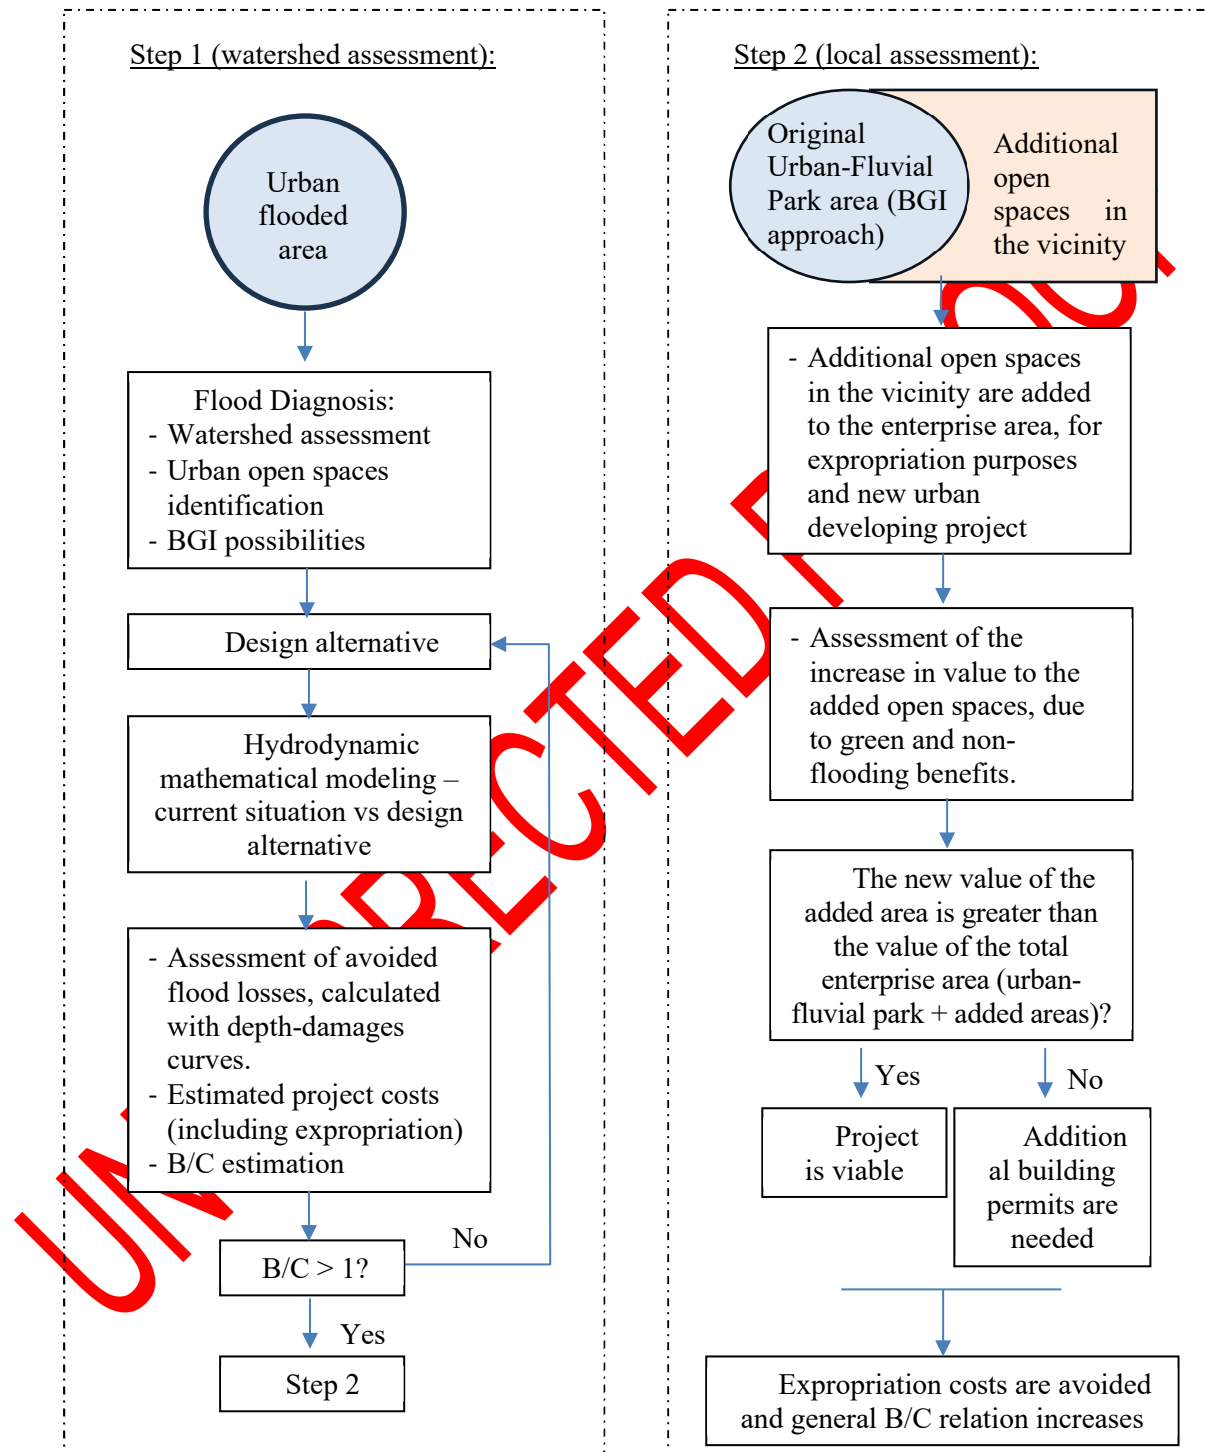 Step 1 (watershed assessment):
Urban
flooded
area
Flood Diagnosis:
- Watershed assessment
- Urban open spaces
identification
- BGI possibilities
Design alternative
Hydrodynamic
mathematical modeling –
current situation vs design
alternative
- Assessment of avoided
flood losses, calculated
with depth-damages
curves.
- Estimated project costs
(including expropriation)
- B/C estimation
B/C > 1?
No
Yes
Step 2
Step 2 (local assessment):
Original
Urban-Fluvial
Park area (BGI
approach)
Additional
open
spaces in
the vicinity
- Additional open spaces
in the vicinity are added
to the enterprise area, for
expropriation purposes
and new urban
developing project
- Assessment of the
increase in value to the
added open spaces, due
to green and non-
flooding benefits.
The new value of the
added area is greater than
the value of the total
enterprise area (urban-
fluvial park + added areas)?
Yes
No
Project
is viable
Addition
al building
permits are
needed
Expropriation costs are avoided
and general B/C relation increases